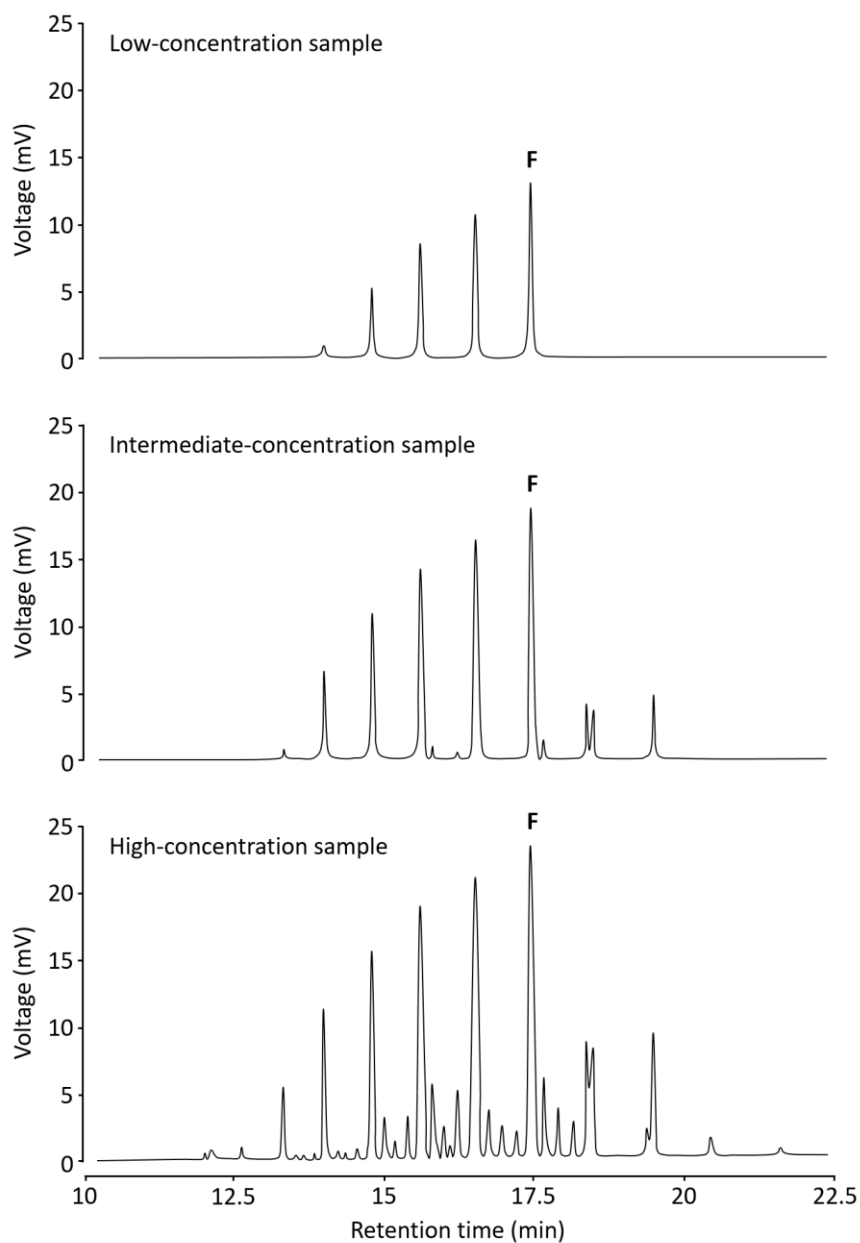 25
Low-concentration sample
20
15
F
Voltage (mV)
10
5
0
25
Intermediate-concentration sample
20
F
15
Voltage (mV)
10
5
0
25
F
High-concentration sample
20
15
Voltage (mV)
10
5
0
10 12.5 15 17.5 20 22.5
Retention time (min)